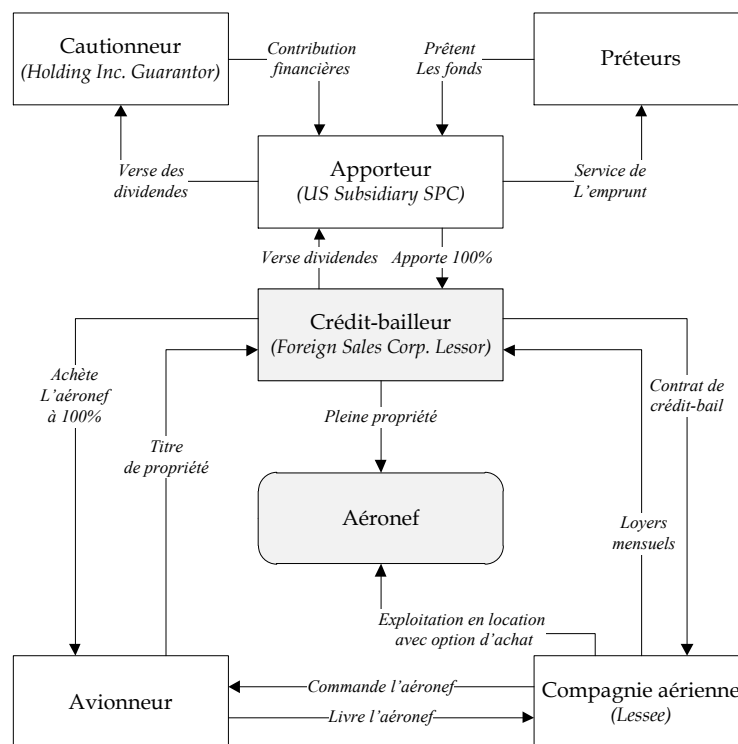 Cautionneur
(Holding Inc. Guarantor)
Contribution
financières
Prêtent
Les fonds
Préteurs
Verse des
dividendes
Apporteur
(US Subsidiary SPC)
Service de
L'emprunt
Verse dividendes
Apporte 100%
Crédit-bailleur
(Foreign Sales Corp. Lessor)
Achète
L'aéronef
à 100%
Titre
de propriété
Pleine propriété
Contrat de
crédit-bail
Aéronef
Loyers
mensuels
Exploitation en location
avec option d'achat
Avionneur
Commande l'aéronef
Livre l'aéronef
Compagnie aérienne
(Lessee)